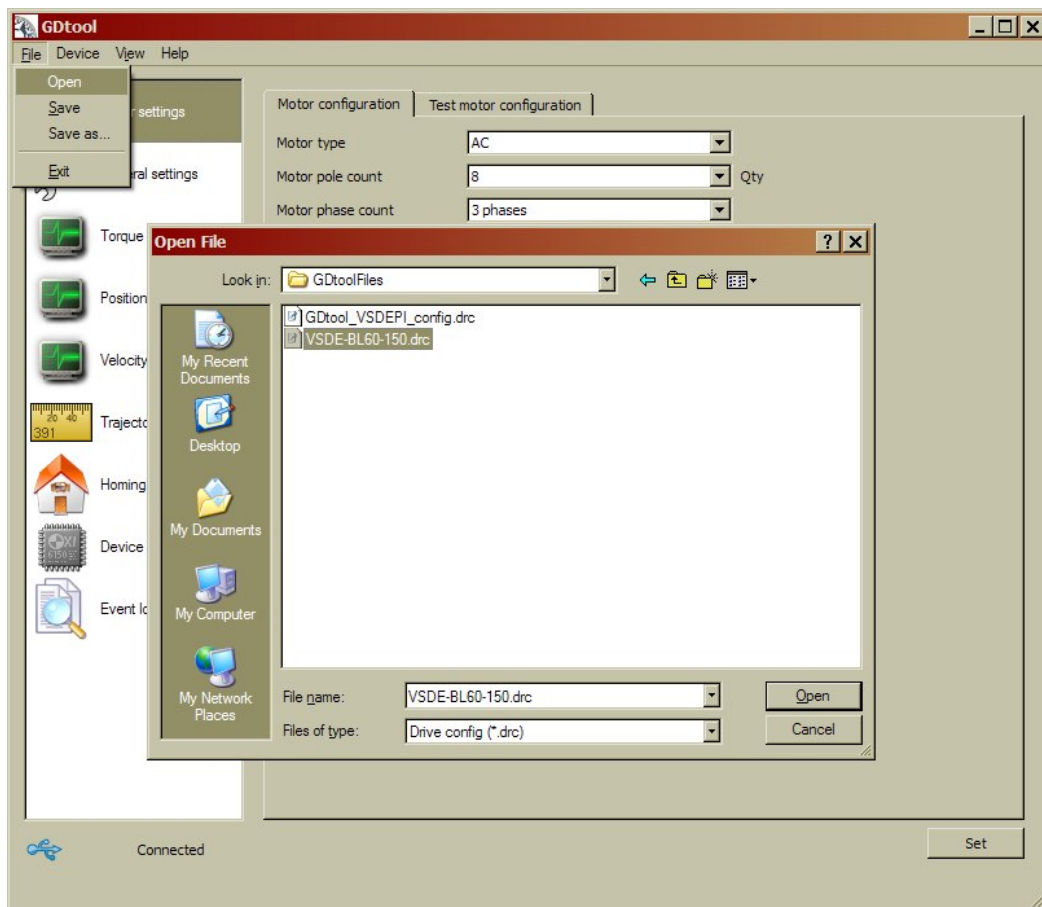 GDtool
File Device View Help
Open
Save
Save as...
Exit
r settings
ral settings
Torque
Position
Velocity
20 40
391
Trajecto
Homing
XI
Device
Event lo
Motor configuration Test motor configuration
Motor type AC
Motor pole count 8 Qty
Motor phase count 3 phases
Open File
Look in: GDtoolFiles
GDtool_VSDEPI_config.drc
VSDE-BL60-150.drc
My Recent
Documents
Desktop
My Documents
My Computer
My Network
Places
File name: VSDE-BL60-150.drc Open
Files of type: Drive config (*.drc) Cancel
Connected
Set